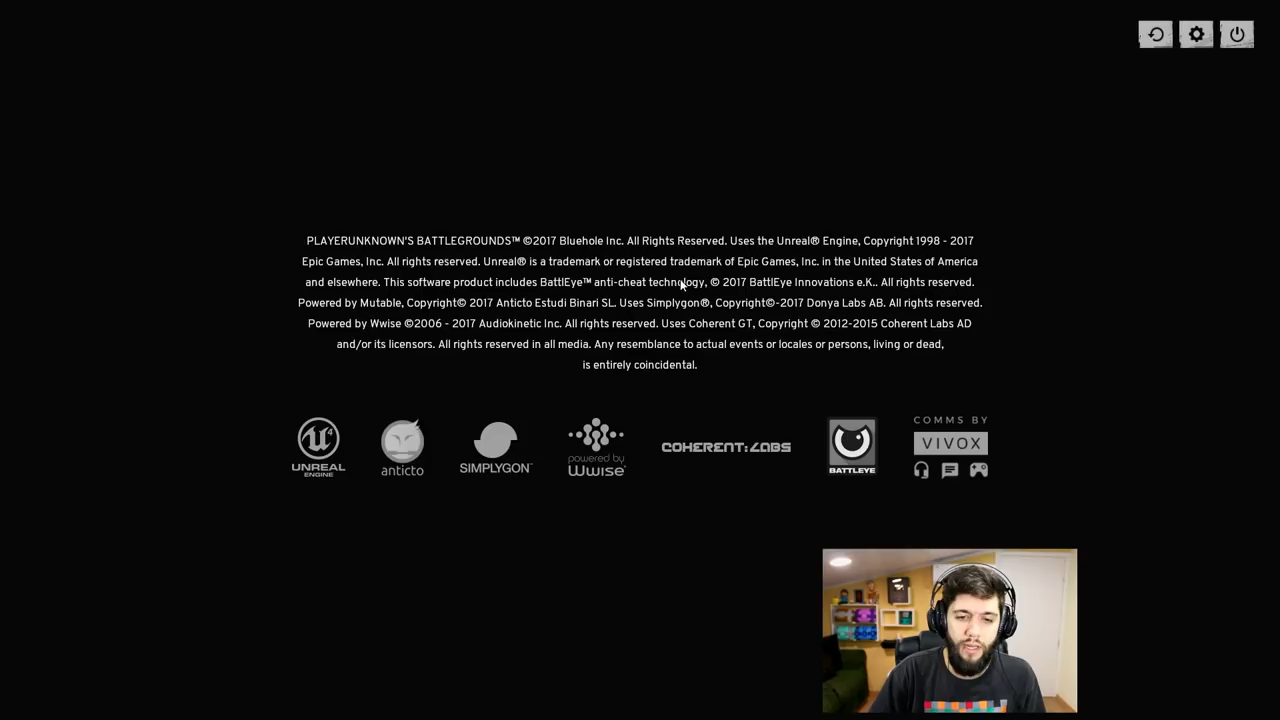 PLAYERUNKNOWN'S BATTLEGROUNDS™ ©2017 Bluehole Inc. All Rights Reserved. Uses the Unreal® Engine, Copyright 1998 - 2017
Epic Games, Inc. All rights reserved. Unreal® is a trademark or registered trademark of Epic Games, Inc. in the United States of America
and elsewhere. This software product includes BattlEye™ anti-cheat technology, © 2017 BattlEye Innovations e.K.. All rights reserved.
Powered by Mutable, Copyright© 2017 Anticto Estudi Binari SL. Uses Simplygon®, Copyright©-2017 Donya Labs AB. All rights reserved.
Powered by Wwise ©2006 - 2017 Audiokinetic Inc. All rights reserved. Uses Coherent GT, Copyright © 2012-2015 Coherent Labs AD
and/or its licensors. All rights reserved in all media. Any resemblance to actual events or locales or persons, living or dead,
is entirely coincidental.
4
UNREAL
ENGINE
anticto
SIMPLYGON
powered by
wwise
COHERENT:LABS
BATTLEYE
COMMS BY
VIVOX